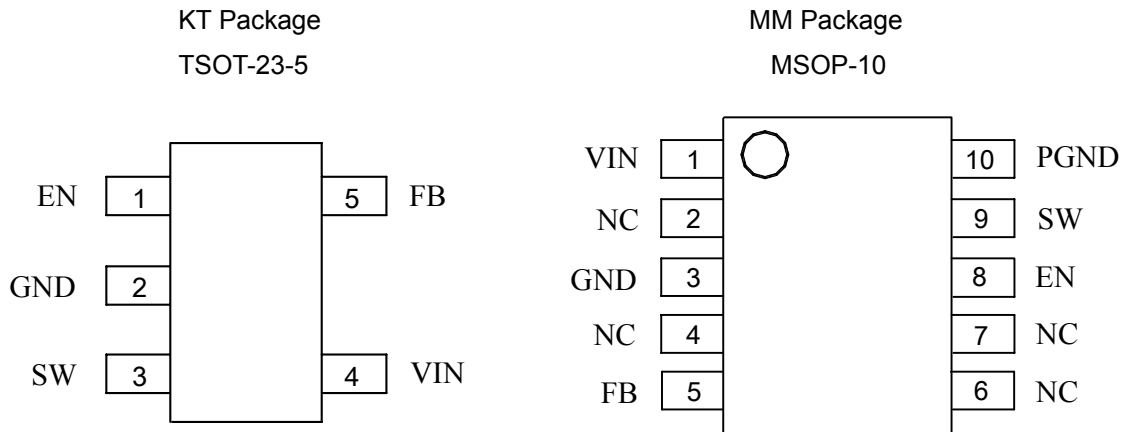 KT Package
TSOT-23-5
EN 1 5 FB
GND 2
SW 3 4 VIN
MM Package
MSOP-10
VIN 1 10 PGND
NC 2 9 SW
GND 3 8 EN
NC 4 7 NC
FB 5 6 NC